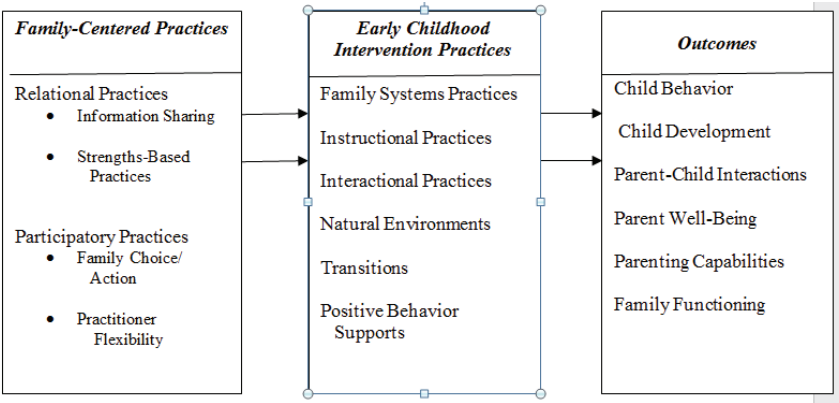 Family-Centered Practices
Relational Practices
• Information Sharing
• Strengths-Based
Practices
Participatory Practices
• Family Choice/
Action
• Practitioner
Flexibility
Early Childhood
Intervention Practices
Family Systems Practices
Instructional Practices
Interactional Practices
Natural Environments
Transitions
Positive Behavior
Supports
Outcomes
Child Behavior
Child Development
Parent-Child Interactions
Parent Well-Being
Parenting Capabilities
Family Functioning